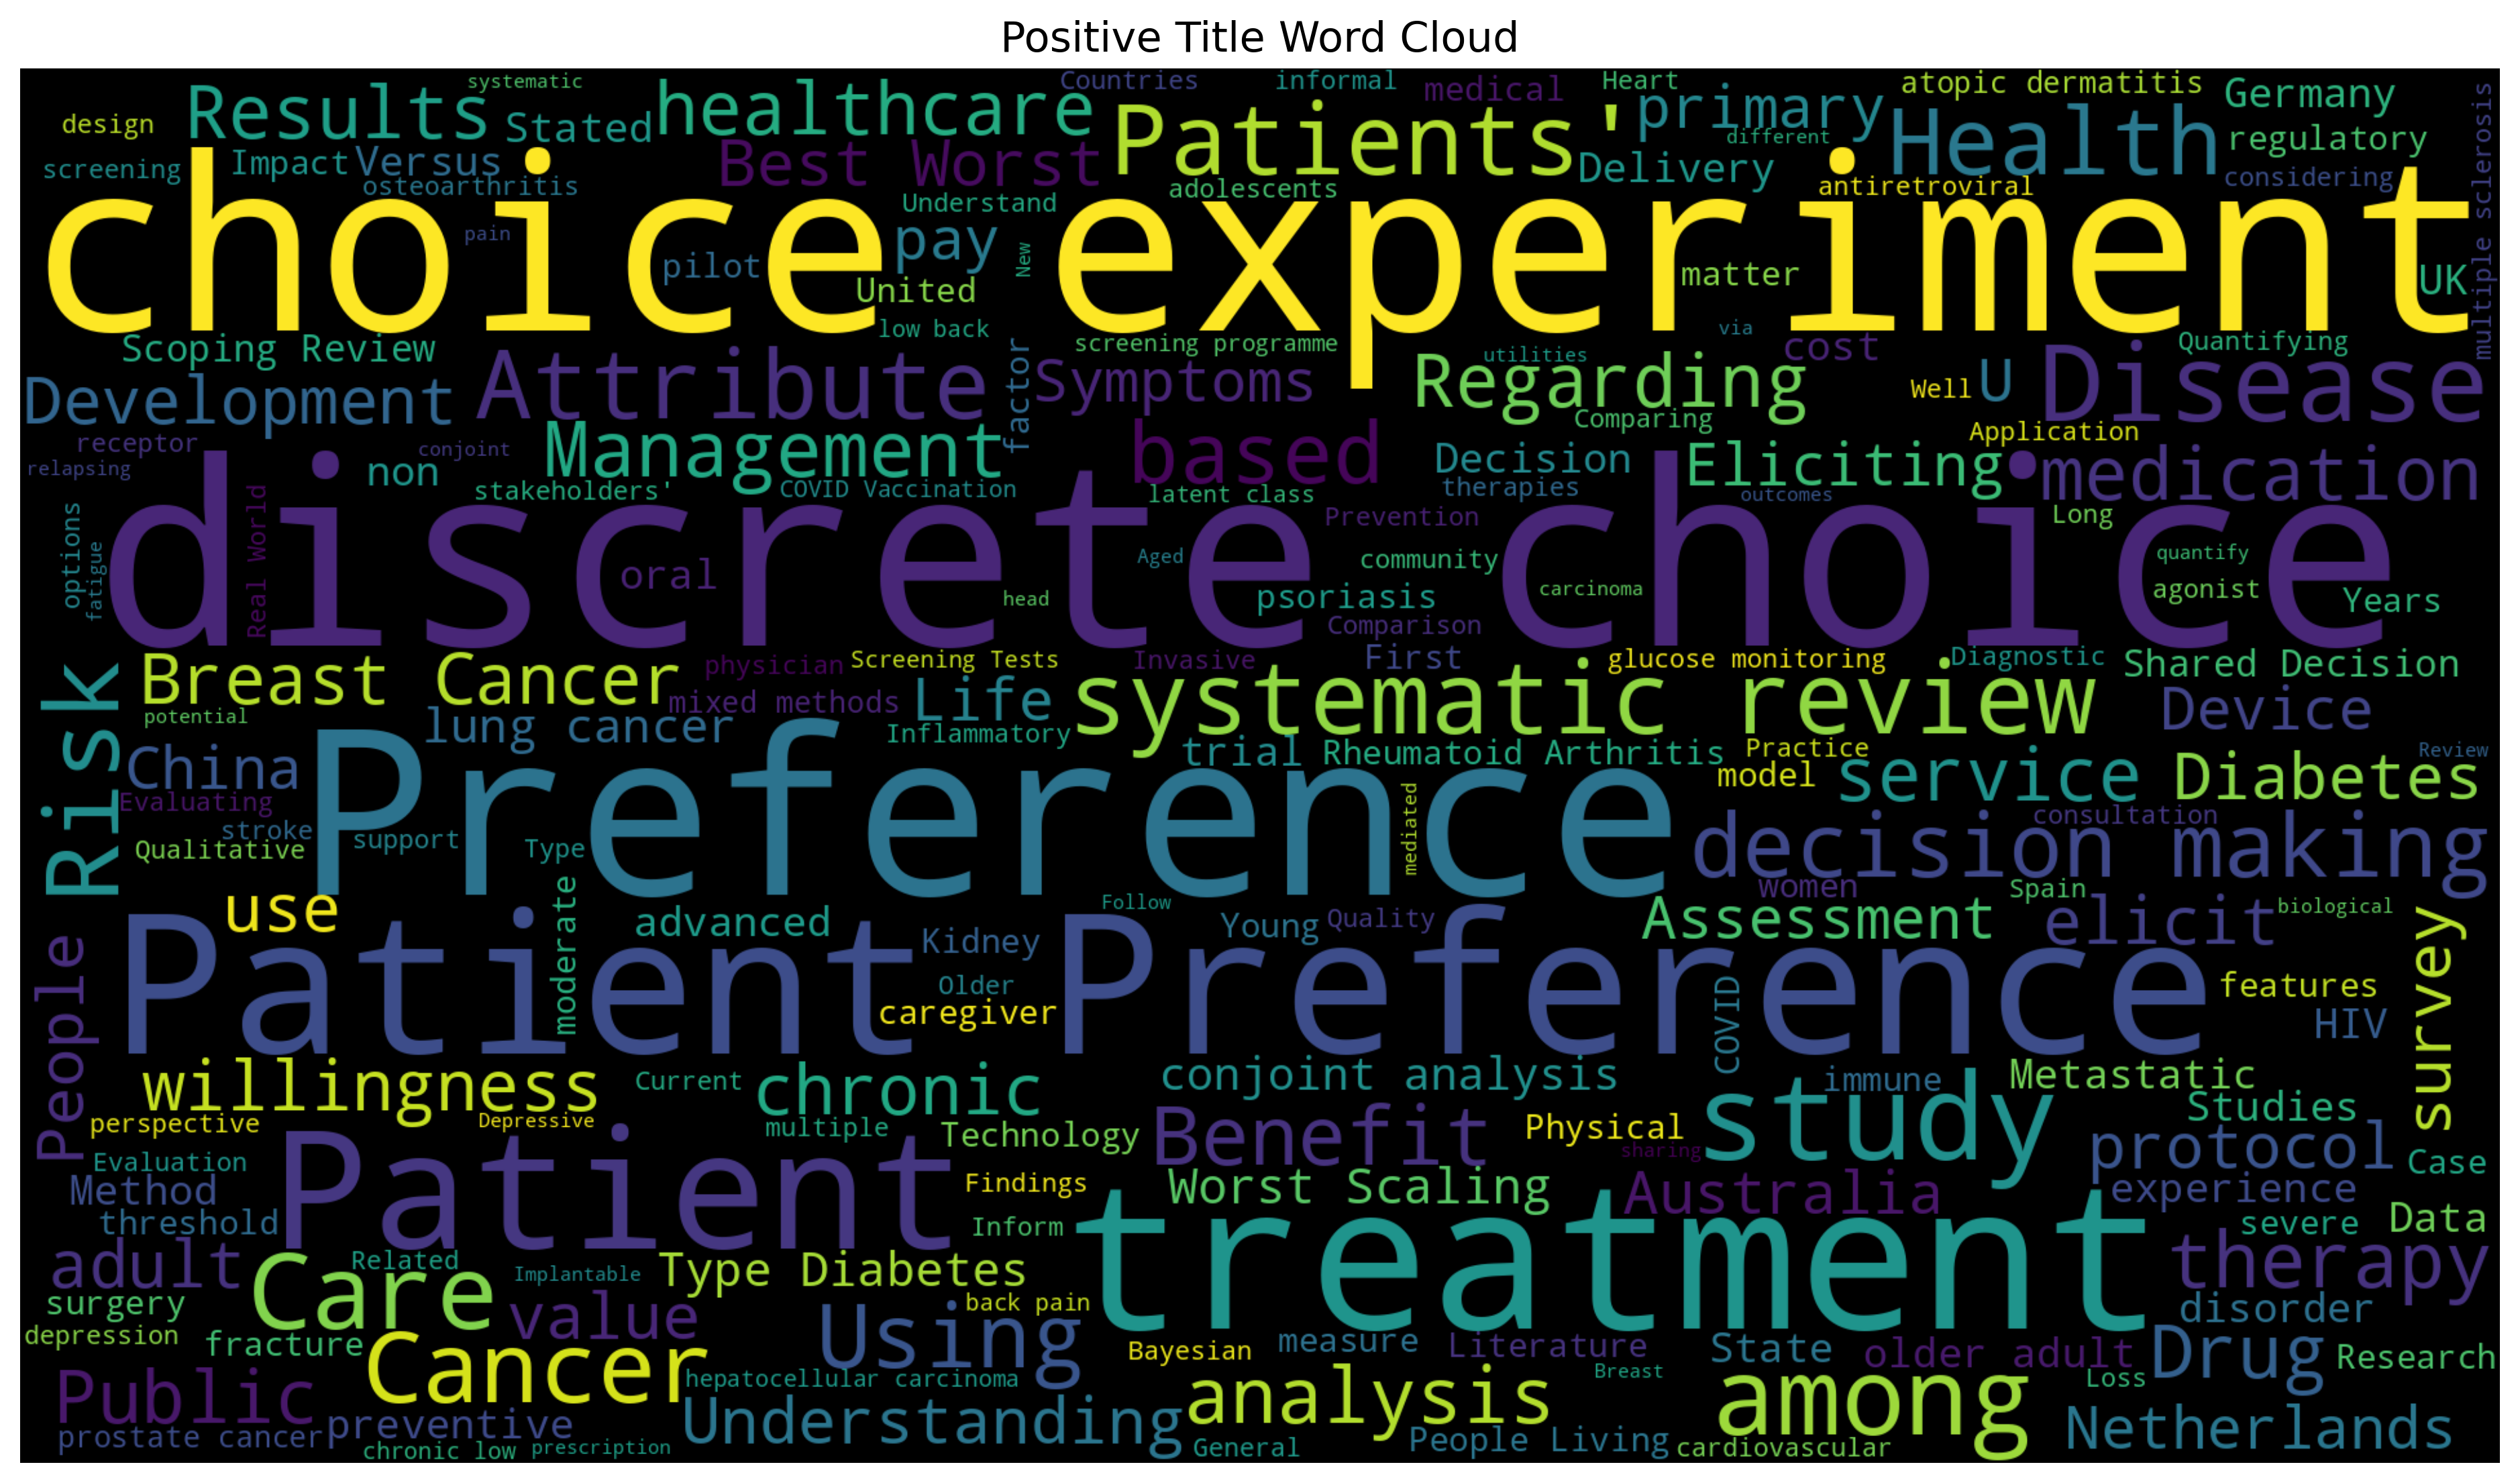 Positive Title Word Cloud
systematic
Countries
informal
medical
Heart
atopic dermatitis
Germany
design
Results
Stated
healthcare
Patients'
primary
different
Health
regulatory
multiple sclerosis
screening
Impact
Versus
osteoarthritis
Best Worst
adolescents
Delivery
antiretroviral
considering
choice experiment
pain
pilot
Understand
pay
New
United
matter
UK
low back
via
Scoping Review
screening programme
utilities
cost
Quantifying
Development
Attribute
factor
Symptoms
Regarding
Comparing
Well
U
Disease
receptor
relapsing
conjoint
non
Management
stakeholders'
COVID Vaccination
based
latent class
Decision
therapies
Eliciting
outcomes
Application
medication
Long
discrete choice
options
fatigue
Real World
oral
head
Prevention
Aged
community
carcinoma
psoriasis
Comparison
quantify
agonist
Years
Risk
Breast Cancer
potential
physician
mixed methods
Screening Tests
Life
Invasive
First
glucose monitoring
Diagnostic
Shared Decision
lung cancer
Inflammatory
systematic review
Device
China
Evaluating
stroke
Qualitative
support
Type
Preference
trial
Rheumatoid Arthritis
mediated
Practice
model
service
Diabetes
Review
consultation
decision making
use
moderate
advanced
Follow
Kidney
Older
caregiver
Young
Quality
women
Spain
Assessment
elicit
biological
survey
People
Patient Preference
COVID
features
HIV
willingness
Current
chronic
conjoint analysis
immune
Metastatic
perspective
Depressive
multiple
Technology
Benefit
Physical
sharing
study
Studies
protocol
Case
Evaluation
Method
threshold
Patient
Findings
Inform
Worst Scaling
Australia
experience
severe
Data
adult
Related
Care
Implantable
Type Diabetes
treatment
therapy
surgery
value
back pain
disorder
depression
fracture
Cancer
Using
Bayesian
measure
Literature
State
older adult
Drug
Research
Public
hepatocellular carcinoma
analysis
Breast
among
Loss
prostate cancer
preventive
Understanding
Netherlands
chronic low
prescription
General
People Living
cardiovascular